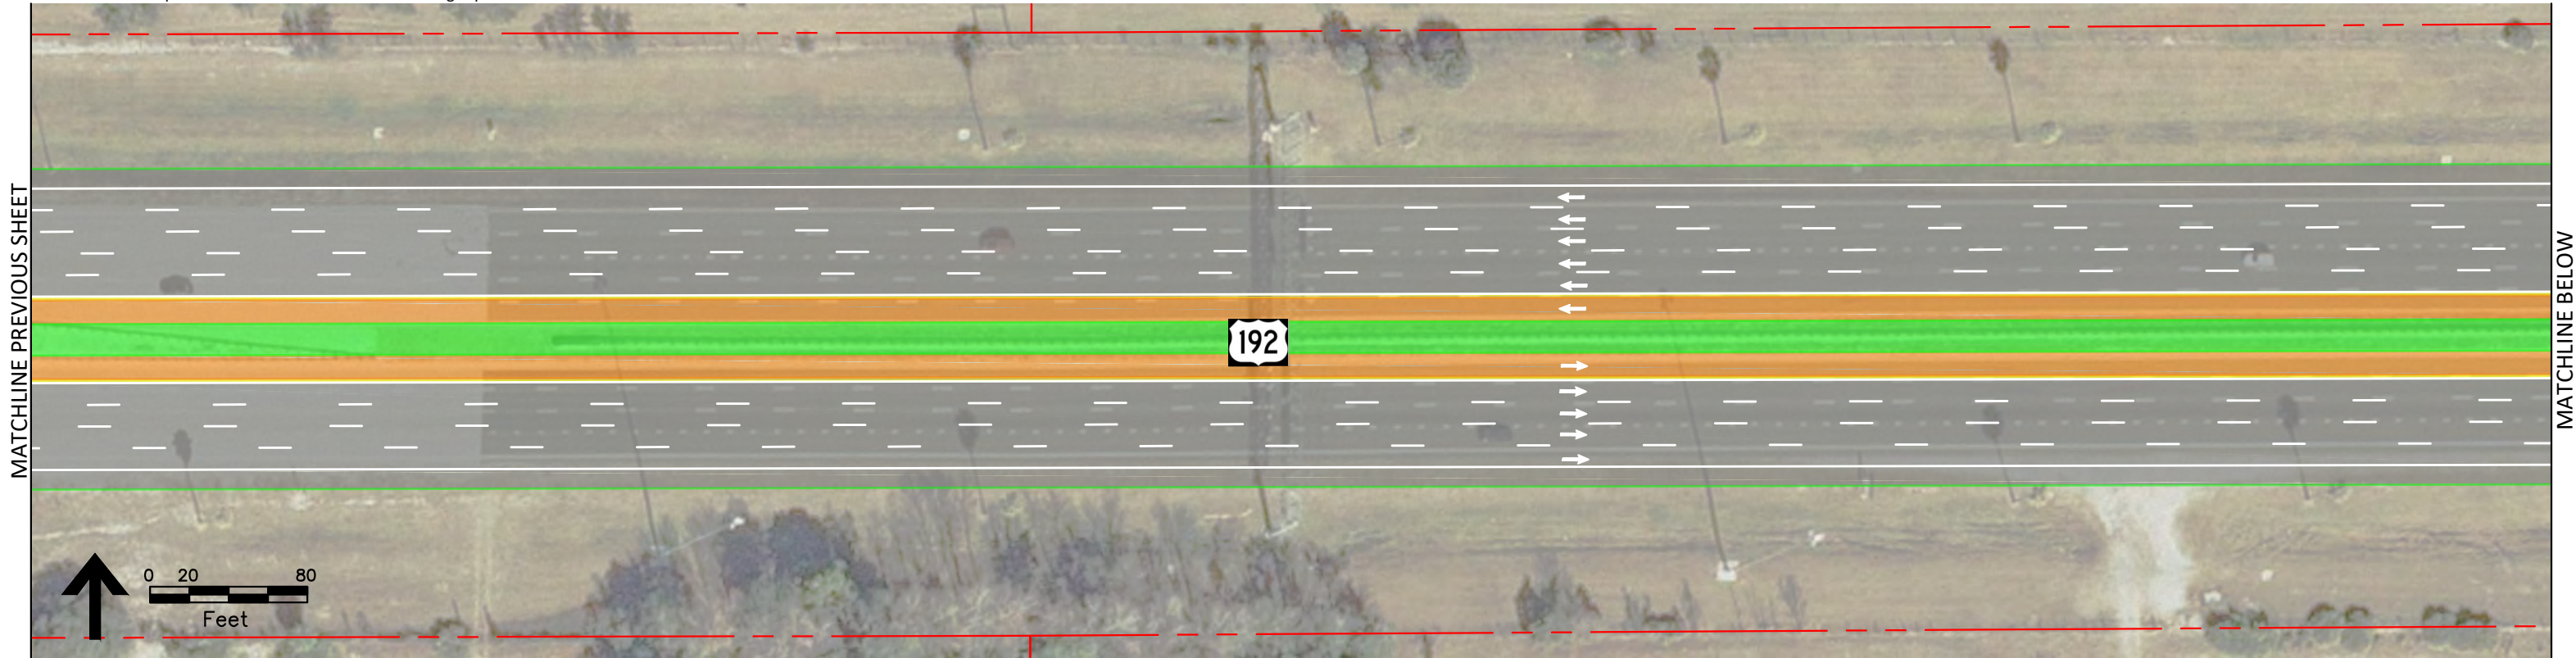 MATCHLINE PREVIOUS SHEET
192
MATCHLINE BELOW
0 20 80
Feet